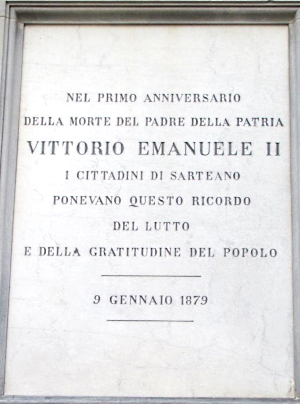 NEL PRIMO ANNIVERSARIO
DELLA MORTE DEL PADRE DELLA PATRIA
VITTORIO EMANUELE II
I CITTADINI DI SARTEANO
PONEVANO QUESTO RICORDO
DEL LUTTO
E DELLA GRATITUDINE DEL POPOLO
9 GENNAIO 1879